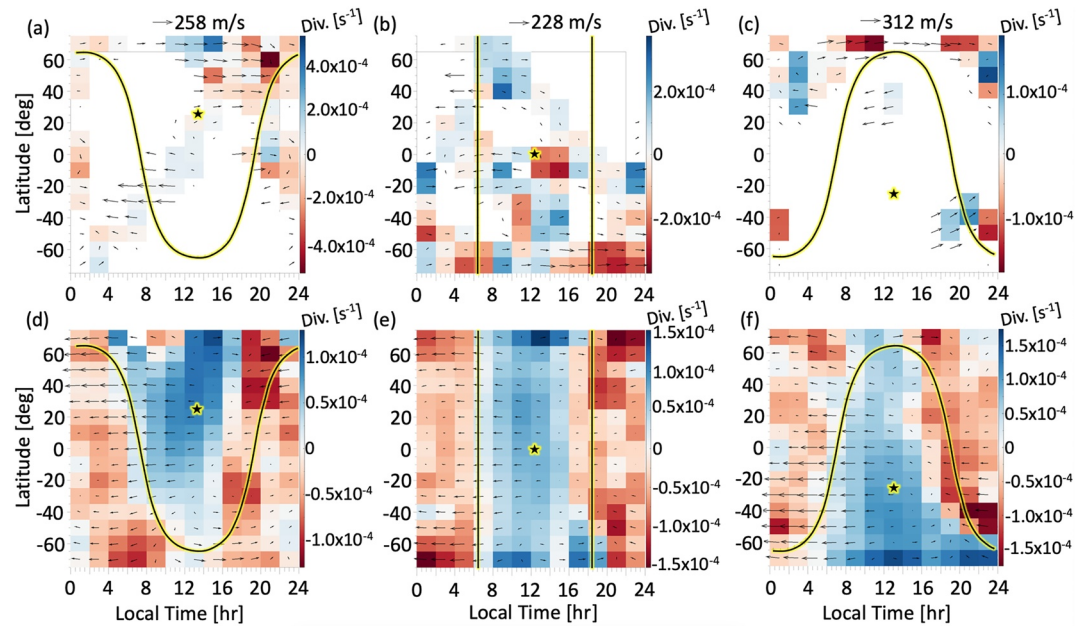 (a) →258 m/s Div. [s⁻¹]
(b) →228 m/s Div. [s⁻¹]
(c) →312 m/s Div. [s⁻¹]
Latitude [deg]
60
40
20
0
-20
-40
-60
4.0x10⁻⁴
2.0x10⁻⁴
0
-2.0x10⁻⁴
-4.0x10⁻⁴
0 4 8 12 16 20 24
60
40
20
0
-20
-40
-60
2.0x10⁻⁴
0
-2.0x10⁻⁴
0 4 8 12 16 20 24
60
40
20
0
-20
-40
-60
1.0x10⁻⁴
0
-1.0x10⁻⁴
0 4 8 12 16 20 24
(d) Div. [s⁻¹]
(e) Div. [s⁻¹]
(f) Div. [s⁻¹]
Latitude [deg]
60
40
20
0
-20
-40
-60
1.0x10⁻⁴
0.5x10⁻⁴
0
-0.5x10⁻⁴
-1.0x10⁻⁴
0 4 8 12 16 20 24
Local Time [hr]
60
40
20
0
-20
-40
-60
1.5x10⁻⁴
1.0x10⁻⁴
0.5x10⁻⁴
0
-0.5x10⁻⁴
-1.0x10⁻⁴
-1.5x10⁻⁴
0 4 8 12 16 20 24
Local Time [hr]
60
40
20
0
-20
-40
-60
1.5x10⁻⁴
1.0x10⁻⁴
0.5x10⁻⁴
0
-0.5x10⁻⁴
-1.0x10⁻⁴
-1.5x10⁻⁴
0 4 8 12 16 20 24
Local Time [hr]